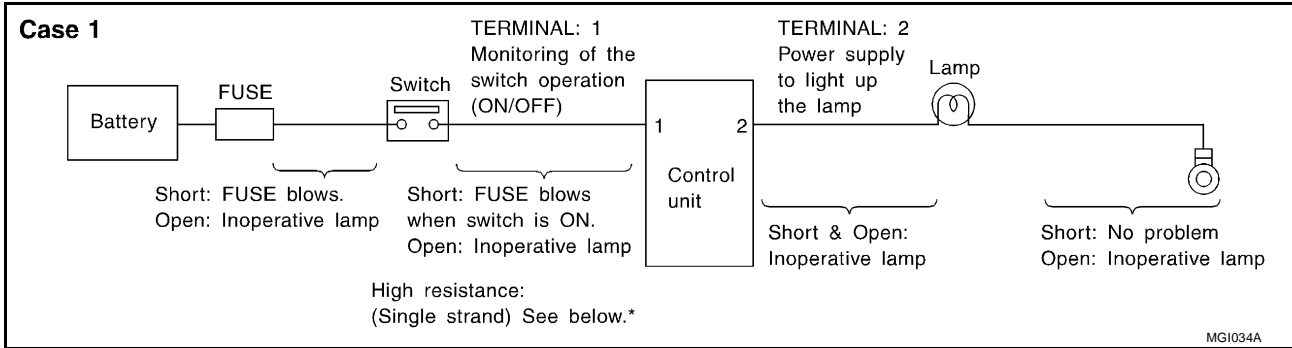 Case 1
TERMINAL: 1
Monitoring of the
switch operation
(ON/OFF)
TERMINAL: 2
Power supply
to light up
the lamp
Lamp
FUSE
Switch
Battery
1
2
Control
unit
Short: FUSE blows.
Open: Inoperative lamp
Short: FUSE blows
when switch is ON.
Open: Inoperative lamp
Short & Open:
Inoperative lamp
Short: No problem
Open: Inoperative lamp
High resistance:
(Single strand) See below.*
MGI034A